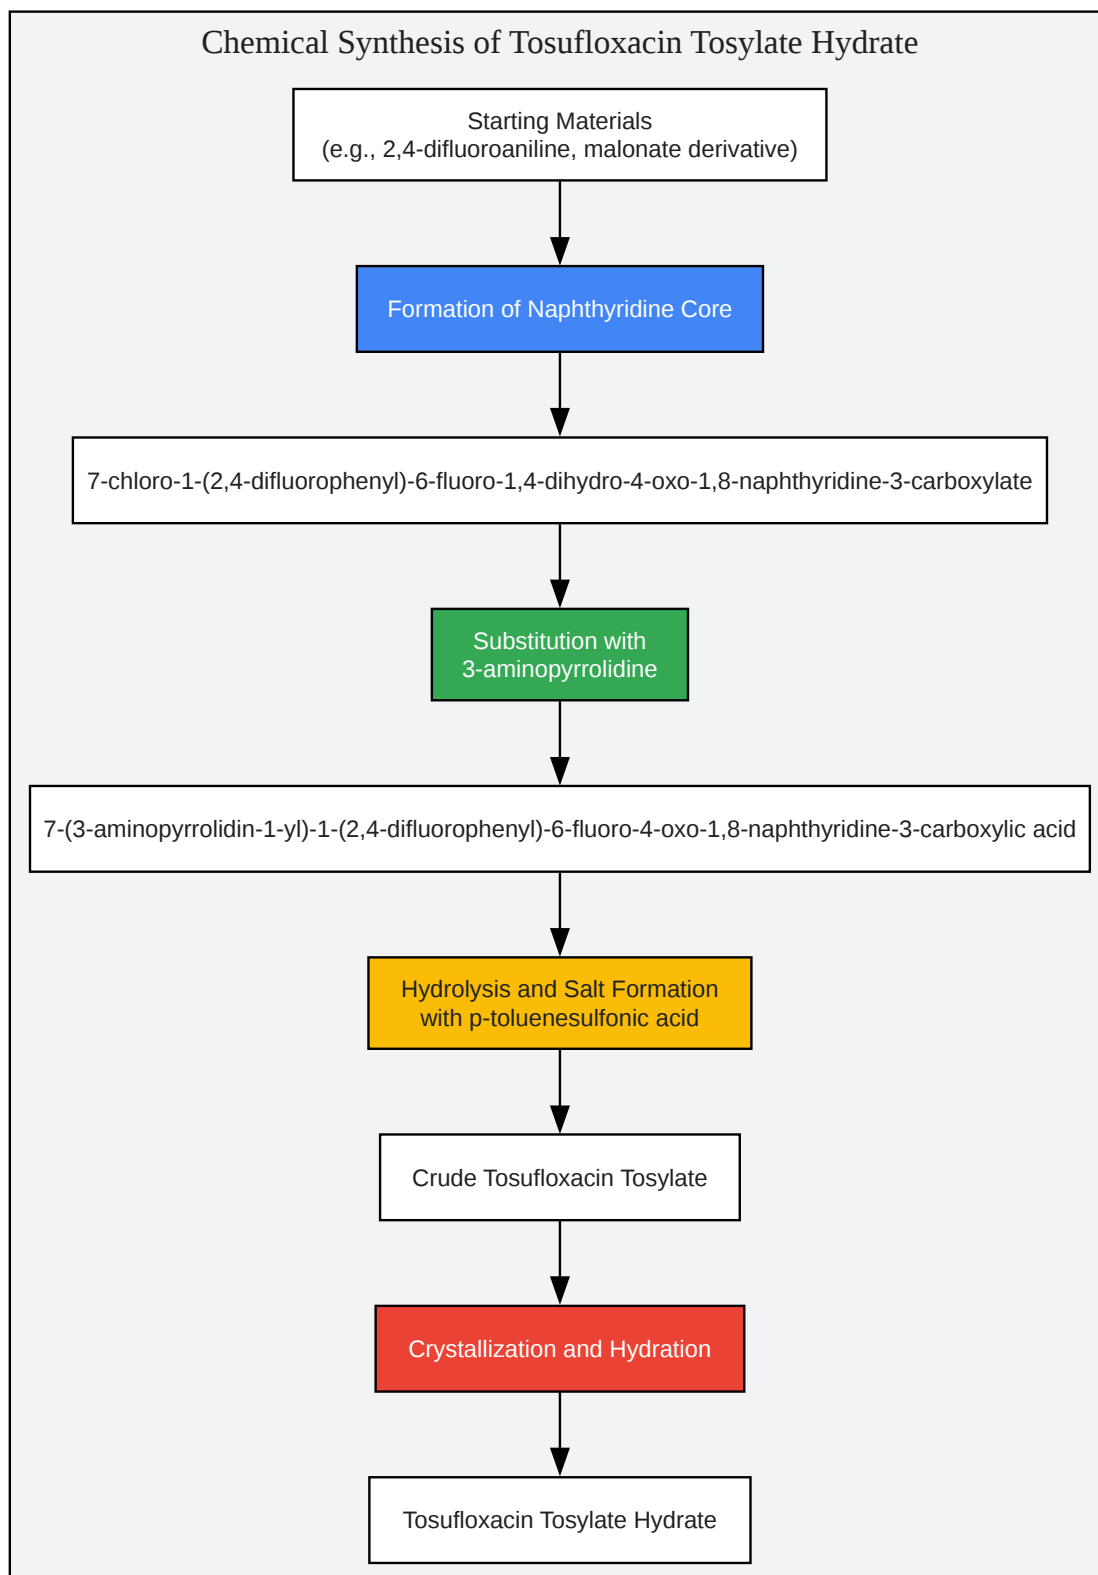 Chemical Synthesis of Tosufloxacin Tosylate Hydrate
Starting Materials
(e.g., 2,4-difluoroaniline, malonate derivative)
Formation of Naphthyridine Core
7-chloro-1-(2,4-difluorophenyl)-6-fluoro-1,4-dihydro-4-oxo-1,8-naphthyridine-3-carboxylate
Substitution with
3-aminopyrrolidine
7-(3-aminopyrrolidin-1-yl)-1-(2,4-difluorophenyl)-6-fluoro-4-oxo-1,8-naphthyridine-3-carboxylic acid
Hydrolysis and Salt Formation
with p-toluenesulfonic acid
Crude Tosufloxacin Tosylate
Crystallization and Hydration
Tosufloxacin Tosylate Hydrate